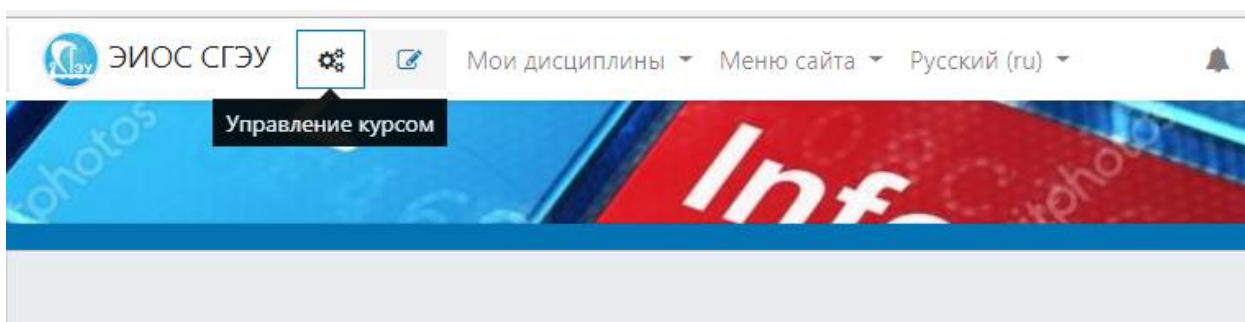 ЭИОС СГЭУ Мои дисциплины Меню сайта Русский (ru)
Управление курсом
Info